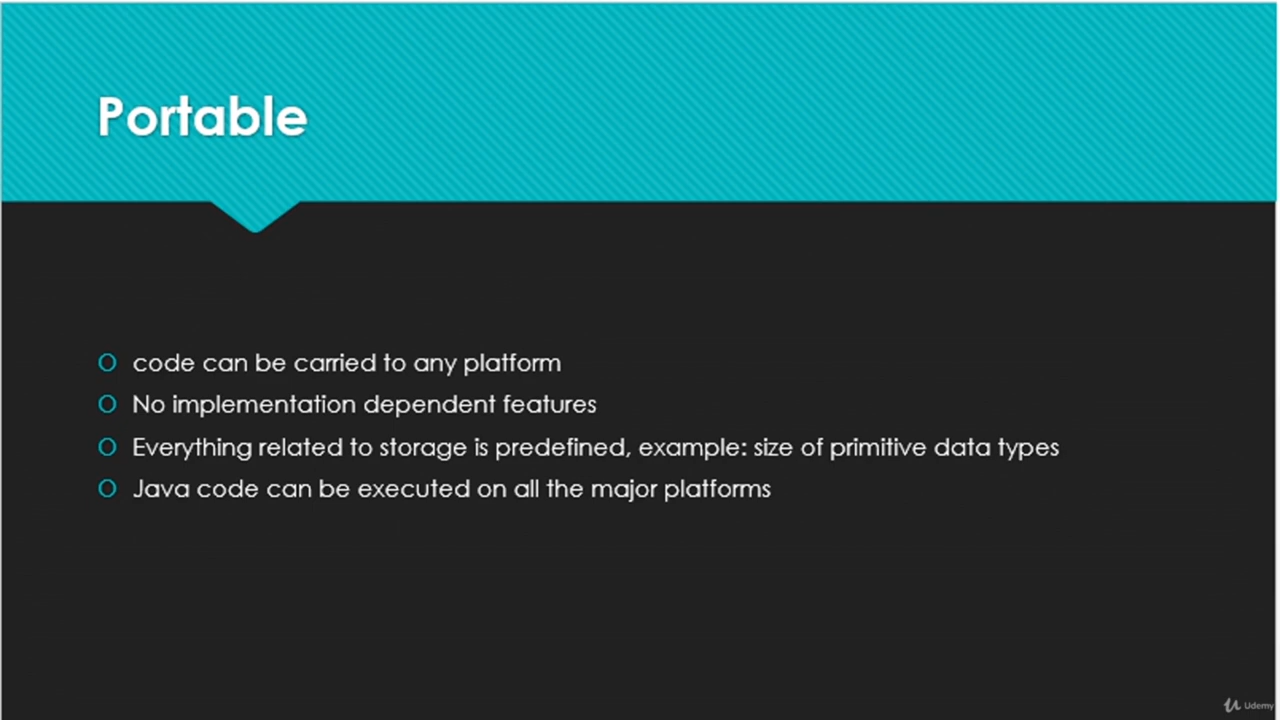 Portable
O code can be carried to any platform
O No implementation dependent features
O Everything related to storage is predefined, example: size of primitive data types
O Java code can be executed on all the major platforms
Udemy